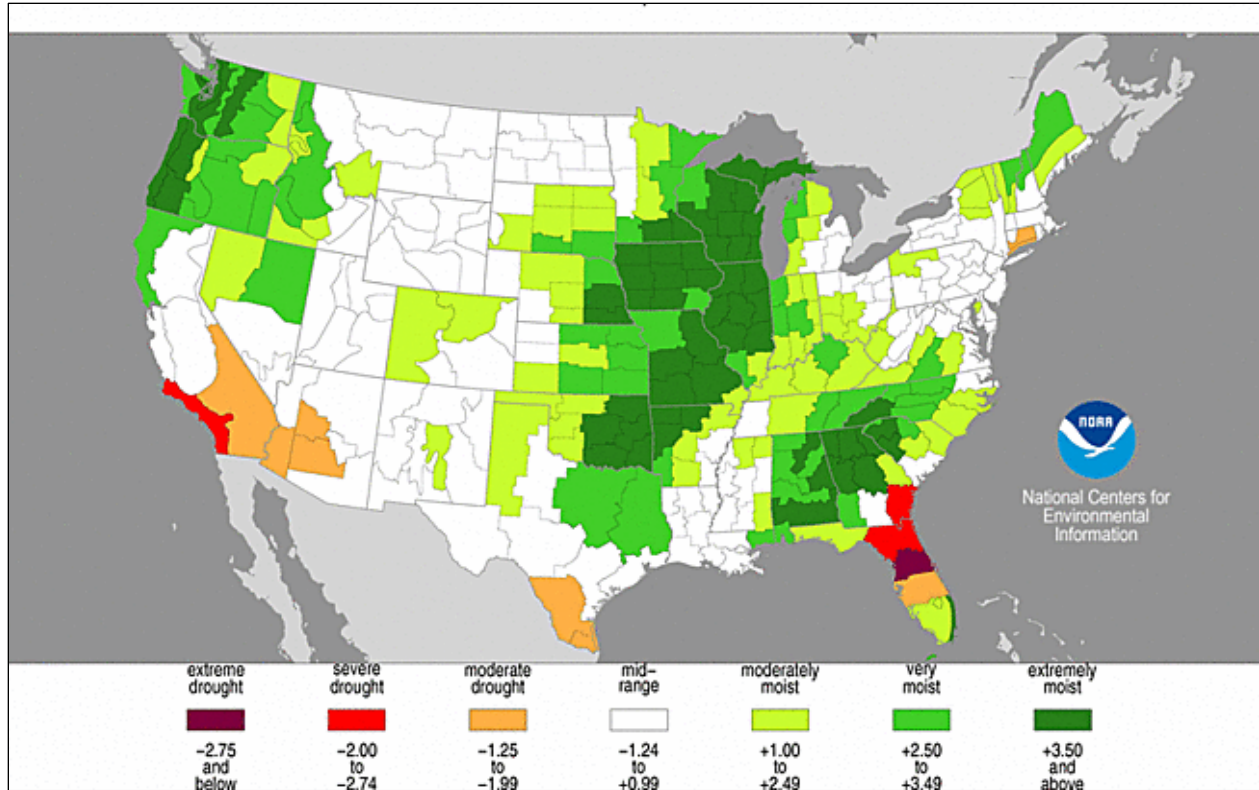 NOAA
National Centers for
Environmental
Information
extreme
drought
severe
drought
moderate
drought
mid-
range
moderately
moist
very
moist
extremely
moist
−2.75
and
below
−2.00
to
−2.74
−1.25
to
−1.99
−1.24
to
+0.99
+1.00
to
+2.49
+2.50
to
+3.49
+3.50
and
above